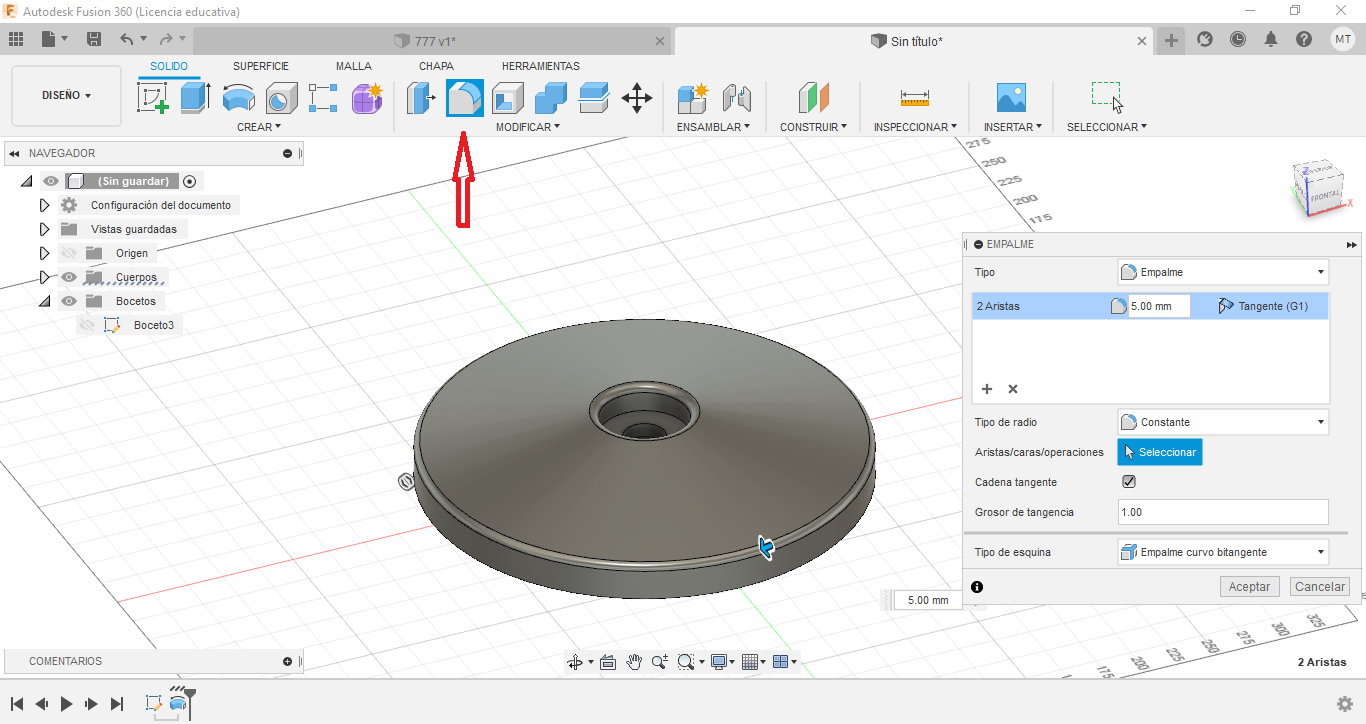 Autodesk Fusion 360 (Licencia educativa)
777 v1*
Sin título*
MT
DISEÑO
SOLIDO
SUPERFICIE
MALLA
CHAPA
HERRAMIENTAS
CREAR
MODIFICAR
ENSAMBLAR
CONSTRUIR
INSPECCIONAR
INSERTAR
SELECCIONAR
NAVEGADOR
(Sin guardar)
Configuración del documento
Vistas guardadas
Origen
Cuerpos
Bocetos
Boceto3
275
250
225
200
175
FRONTAL
X
EMPALME
Tipo
Empalme
2 Aristas
5.00 mm
Tangente (G1)
Tipo de radio
Constante
Aristas/caras/operaciones
Seleccionar
Cadena tangente
Grosor de tangencia
1.00
Tipo de esquina
Empalme curvo bitangente
Aceptar
Cancelar
5.00 mm
175
200
225
250
275
300
325
COMENTARIOS
2 Aristas